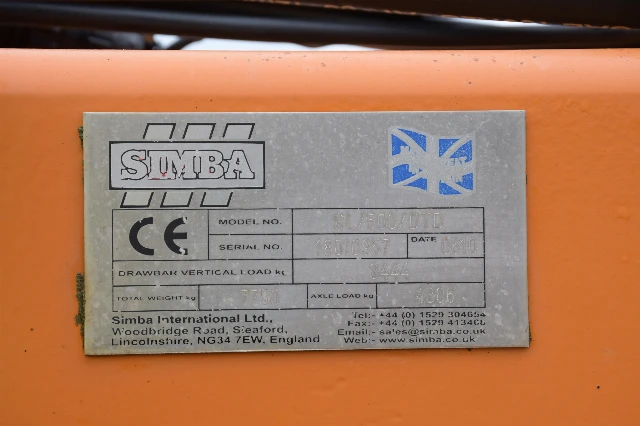 SIMBA
CE
MODEL NO.
SERIAL NO. DATE
DRAWBAR VERTICAL LOAD kg
TOTAL WEIGHT kg AXLE LOAD kg
Simba International Ltd.,
Woodbridge Road, Sleaford,
Lincolnshire, NG34 7EW, England
Tel:- +44 (0) 1529 304654
Fax:- +44 (0) 1529 413468
Email:- sales@simba.co.uk
Web:- www.simba.co.uk